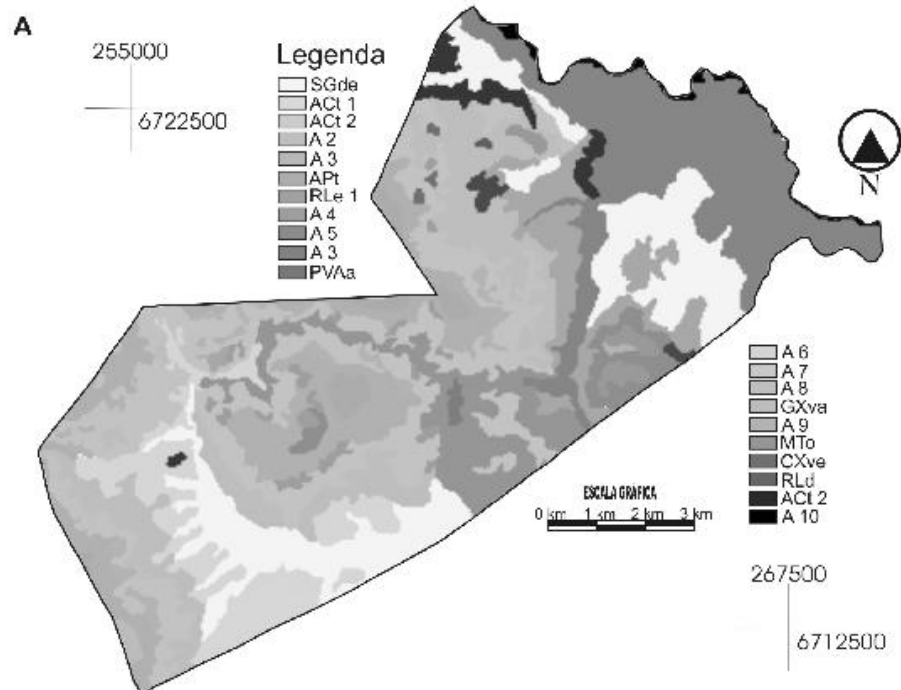 A
255000
6722500
Legenda
SGde
ACt 1
ACt 2
A 2
A 3
APt
RLe 1
A 4
A 5
A 3
PVAa
N
A 6
A 7
A 8
GXva
A 9
MTo
CXve
RLd
ACt 2
A 10
ESCALA GRÁFICA
0 km 1 km 2 km 3 km
267500
6712500